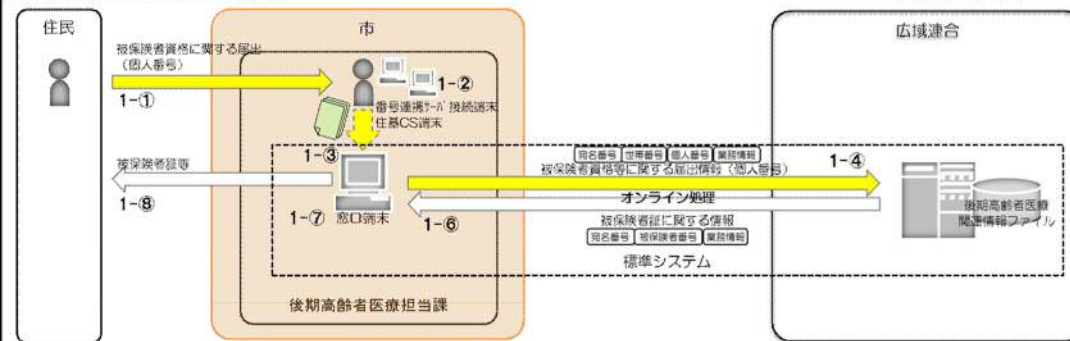 住民
市
広域連合
被保険者資格に関する届出
（個人番号）
1-①
1-②
番号連携サーバ接続端末
住基CS端末
1-③
宛名番号 世帯番号 個人番号 業務情報
1-④
被保険者資格等に関する届出情報（個人番号）
被保険者証等
1-⑧
オンライン処理
1-⑦ 窓口端末
1-⑥
被保険者証に関する情報
宛名番号 被保険者番号 業務情報
後期高齢者医療
関連情報ファイル
標準システム
後期高齢者医療担当課